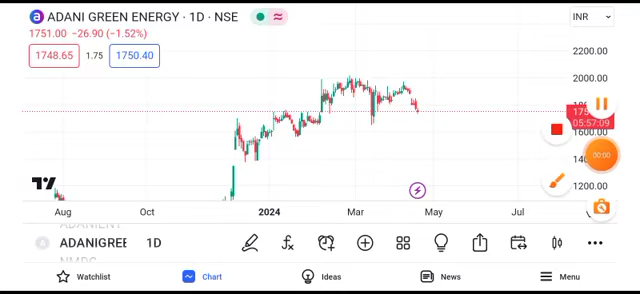 a ADANI GREEN ENERGY · 1D · NSE
INR
1751.00 −26.90 (−1.52%)
1748.65 1.75 1750.40
2200.00
2000.00
05:57:09
1600.00
00:00
1200.00
Aug Oct 2024 Mar May Jul
ADANIENT
A ADANIGREE 1D
NMDC
Watchlist Chart Ideas News Menu